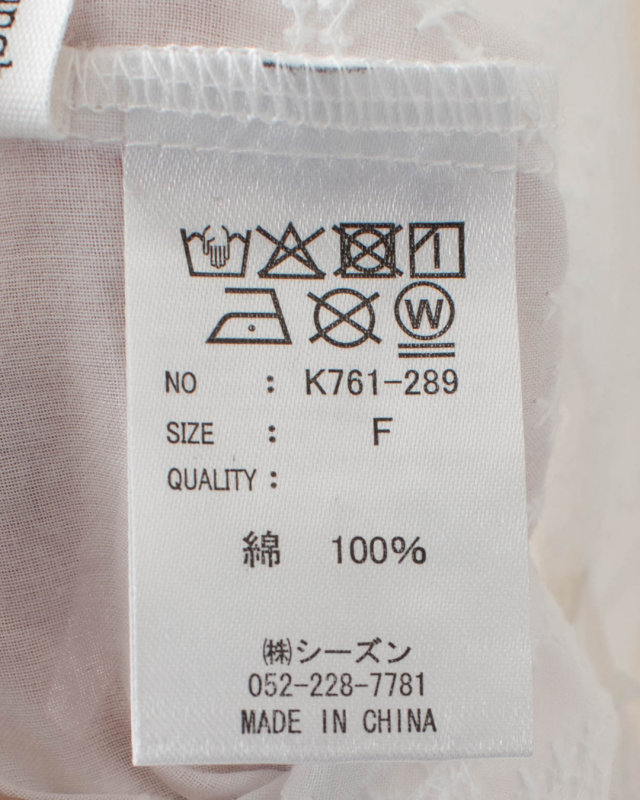 W
NO : K761-289
SIZE : F
QUALITY :
綿 100%
㈱シーズン
052-228-7781
MADE IN CHINA